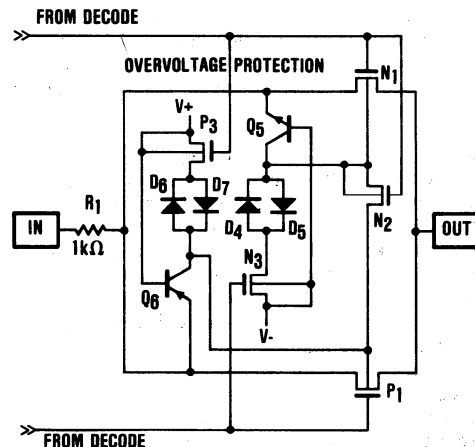 FROM DECODE
OVERVOLTAGE PROTECTION
N1
V+
P3
Q5
D6
D7
N2
R1
IN
D4
D5
OUT
1kΩ
N3
Q6
V-
P1
FROM DECODE